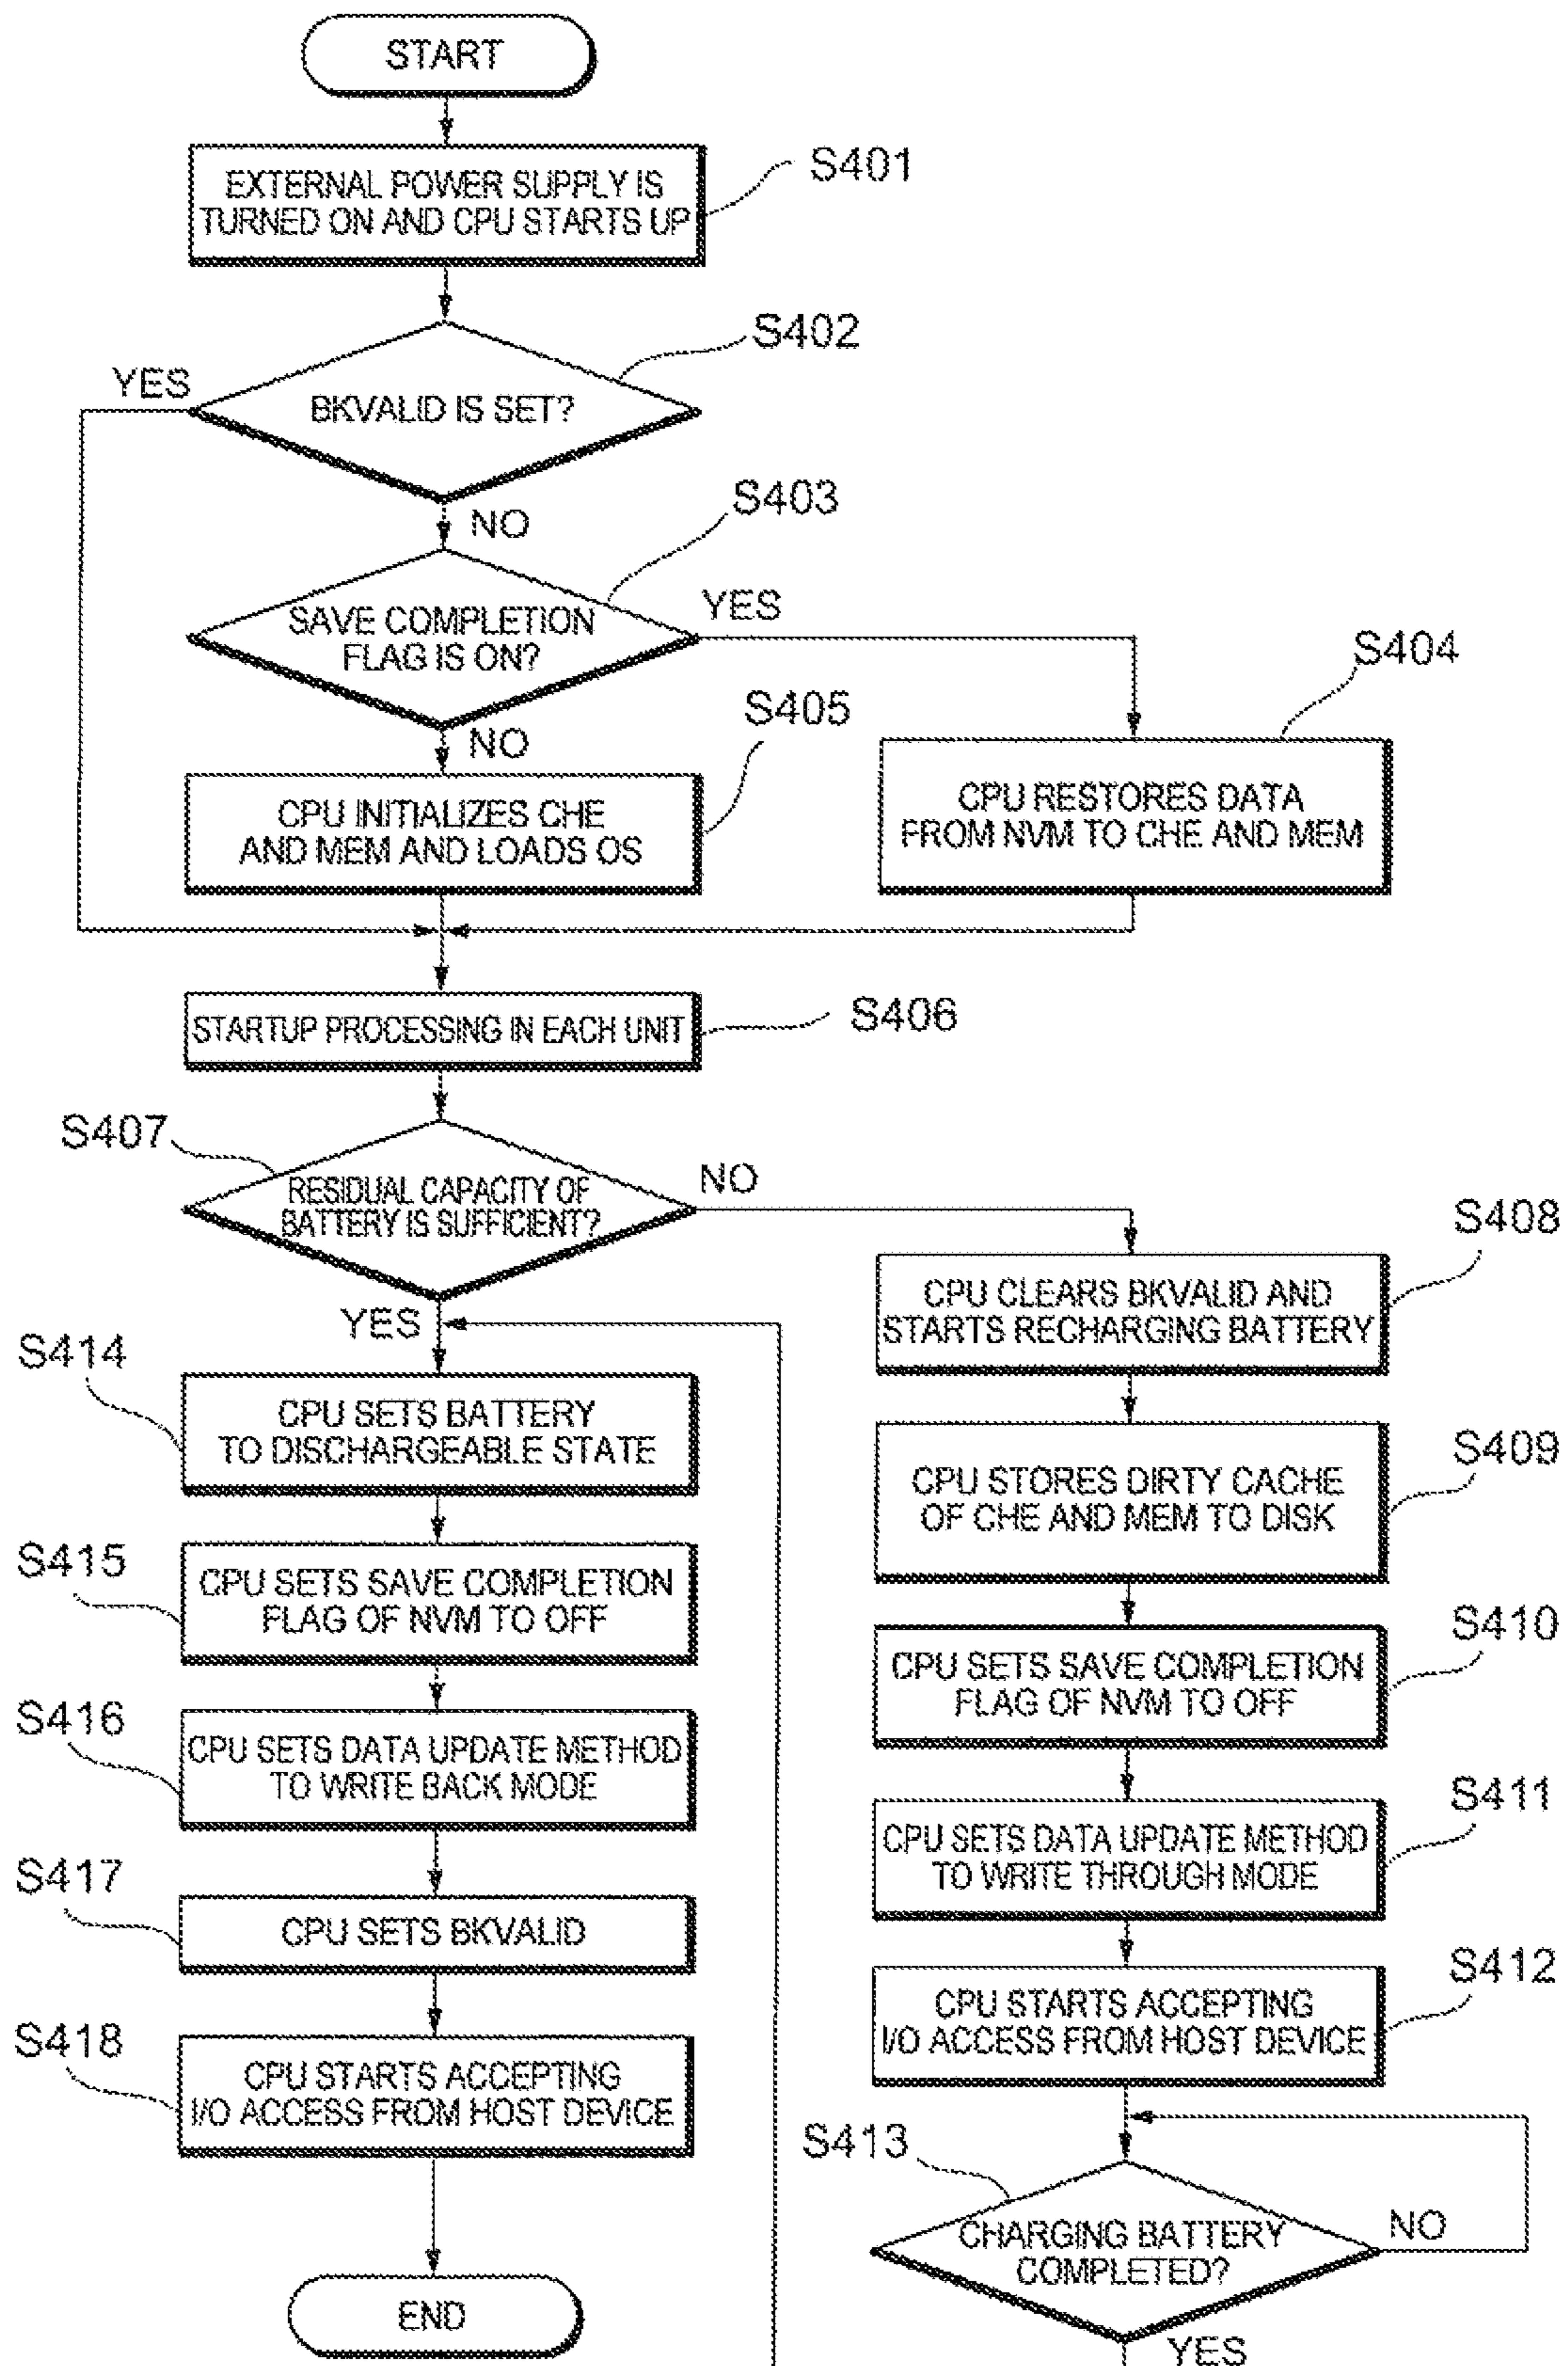 START
EXTERNAL POWER SUPPLY IS
TURNED ON AND CPU STARTS UP
S401
BKVALID IS SET?
S402
YES
NO
SAVE COMPLETION
FLAG IS ON?
S403
YES
NO
CPU RESTORES DATA
FROM NVM TO CHE AND MEM
S404
CPU INITIALIZES CHE
AND MEM AND LOADS OS
S405
STARTUP PROCESSING IN EACH UNIT
S406
S407
RESIDUAL CAPACITY OF
BATTERY IS SUFFICIENT?
NO
YES
S408
CPU CLEARS BKVALID AND
STARTS RECHARGING BATTERY
S409
CPU STORES DIRTY CACHE
OF CHE AND MEM TO DISK
S410
CPU SETS SAVE COMPLETION
FLAG OF NVM TO OFF
S411
CPU SETS DATA UPDATE METHOD
TO WRITE THROUGH MODE
S412
CPU STARTS ACCEPTING
I/O ACCESS FROM HOST DEVICE
S413
CHARGING BATTERY
COMPLETED?
NO
YES
S414
CPU SETS BATTERY
TO DISCHARGEABLE STATE
S415
CPU SETS SAVE COMPLETION
FLAG OF NVM TO OFF
S416
CPU SETS DATA UPDATE METHOD
TO WRITE BACK MODE
S417
CPU SETS BKVALID
S418
CPU STARTS ACCEPTING
I/O ACCESS FROM HOST DEVICE
END